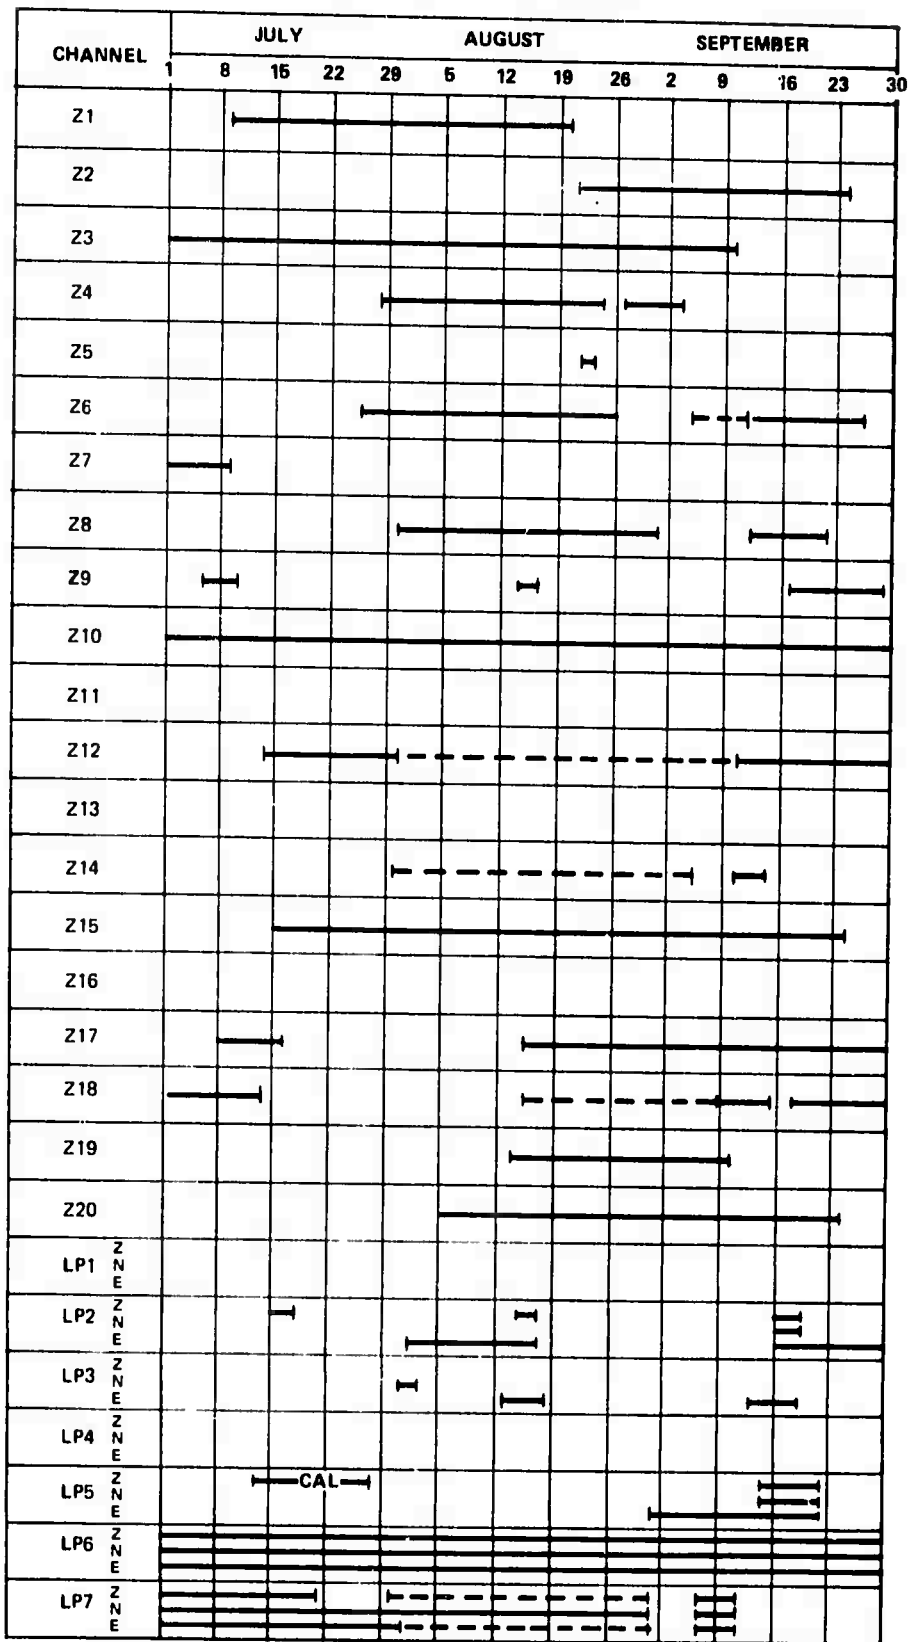 JULY AUGUST SEPTEMBER
CHANNEL
1 8 15 22 29 5 12 19 26 2 9 16 23 30
Z1
Z2
Z3
Z4
Z5
Z6
Z7
Z8
Z9
Z10
Z11
Z12
Z13
Z14
Z15
Z16
Z17
Z18
Z19
Z20
LP1 Z
N
E
LP2 Z
N
E
LP3 Z
N
E
LP4 Z
N
E
LP5 Z
N
E
CAL
LP6 Z
N
E
LP7 Z
N
E